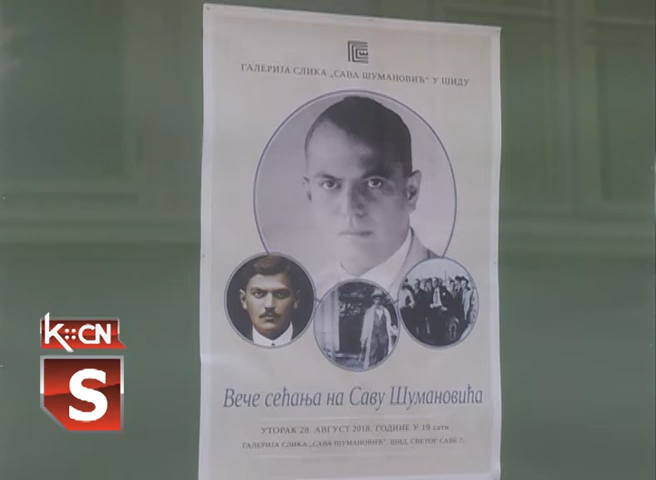 ГАЛЕРИЈА СЛИКА „САВА ШУМАНОВИЋ" У ШИДУ
Вече сећања на Саву Шумановића
УТОРАК 28. АВГУСТ 2018. ГОДИНЕ У 19 сати
ГАЛЕРИЈА СЛИКА „САВА ШУМАНОВИЋ", ШИД, СВЕТОГ САВЕ 7.
K::CN
S